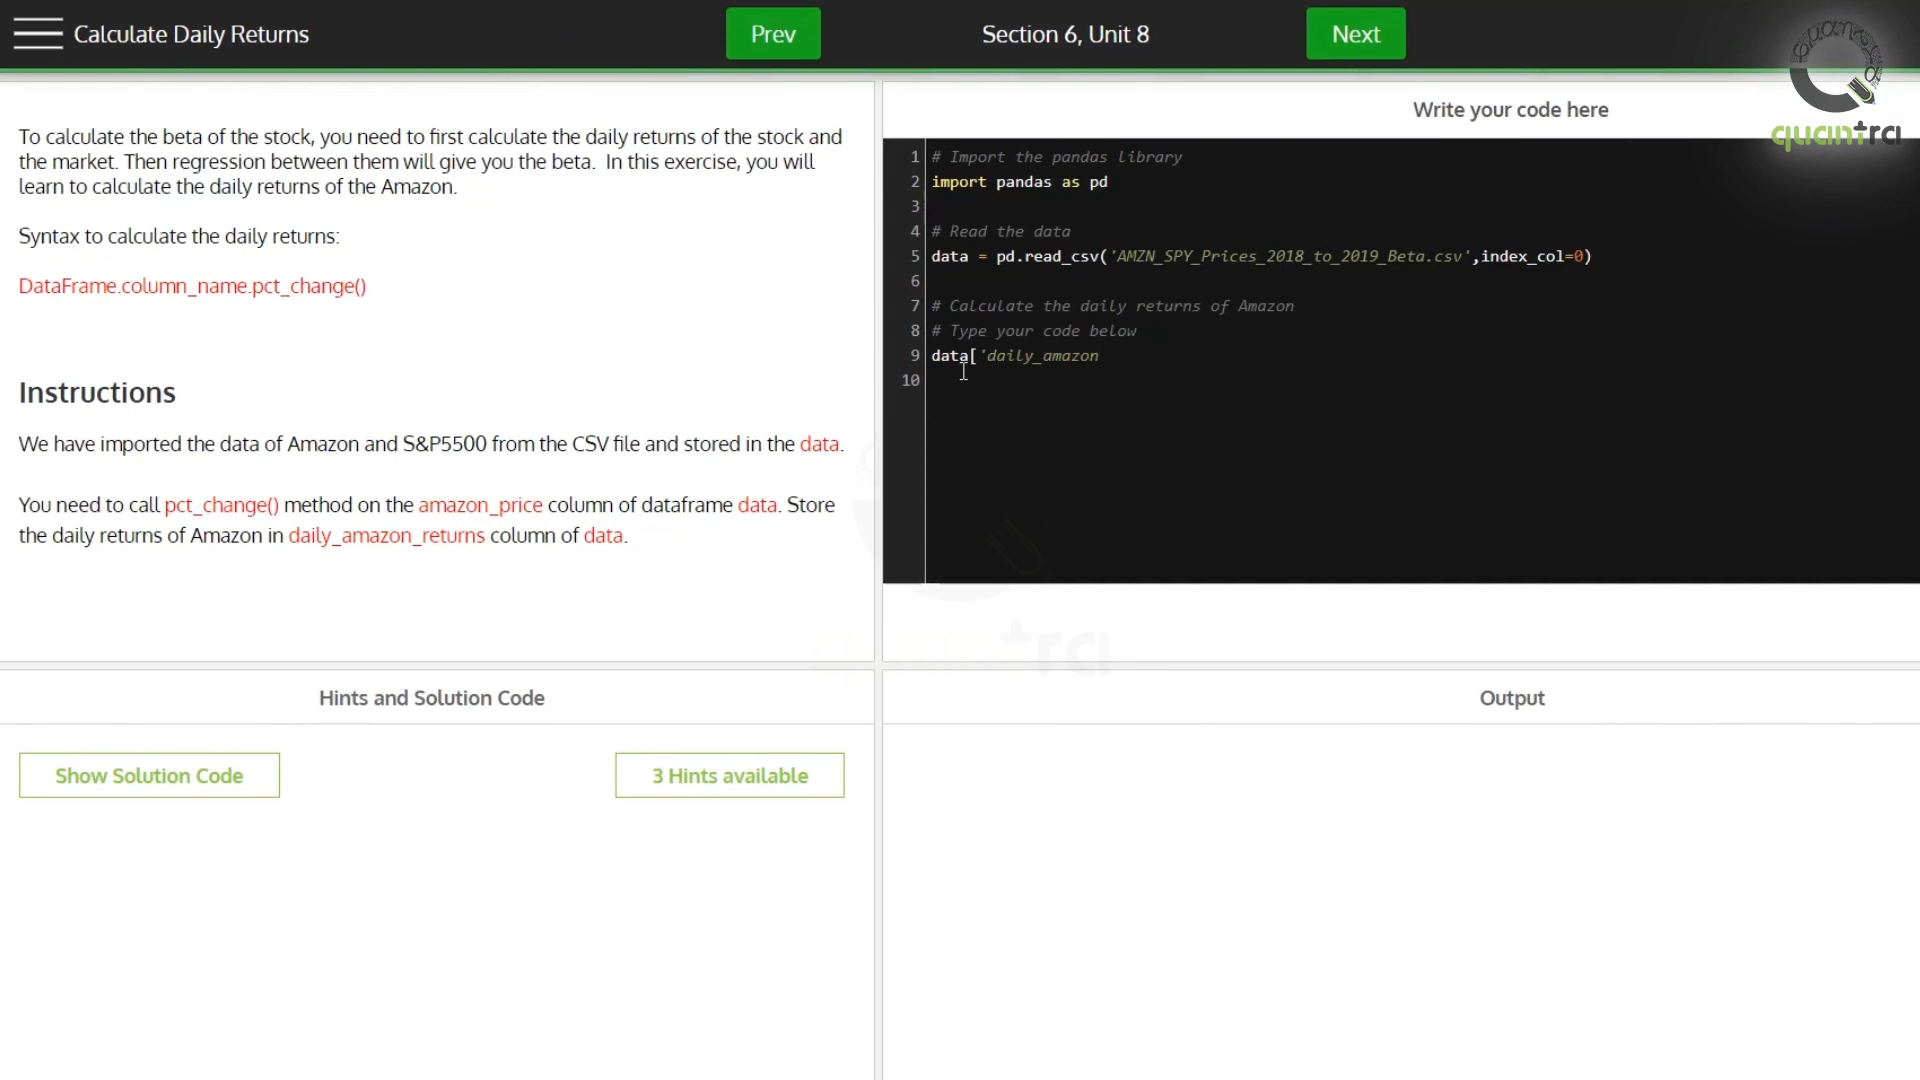 Calculate Daily Returns
Prev
Section 6, Unit 8
Next
Quantra
quantra
To calculate the beta of the stock, you need to first calculate the daily returns of the stock and
the market. Then regression between them will give you the beta. In this exercise, you will
learn to calculate the daily returns of the Amazon.
Syntax to calculate the daily returns:
DataFrame.column_name.pct_change()
Instructions
We have imported the data of Amazon and S&P5500 from the CSV file and stored in the data.
You need to call pct_change() method on the amazon_price column of dataframe data. Store
the daily returns of Amazon in daily_amazon_returns column of data.
Write your code here
1 # Import the pandas library
2 import pandas as pd
3
4 # Read the data
5 data = pd.read_csv('AMZN_SPY_Prices_2018_to_2019_Beta.csv',index_col=0)
6
7 # Calculate the daily returns of Amazon
8 # Type your code below
9 data['daily_amazon
10
quantra
Hints and Solution Code
Show Solution Code
3 Hints available
Output